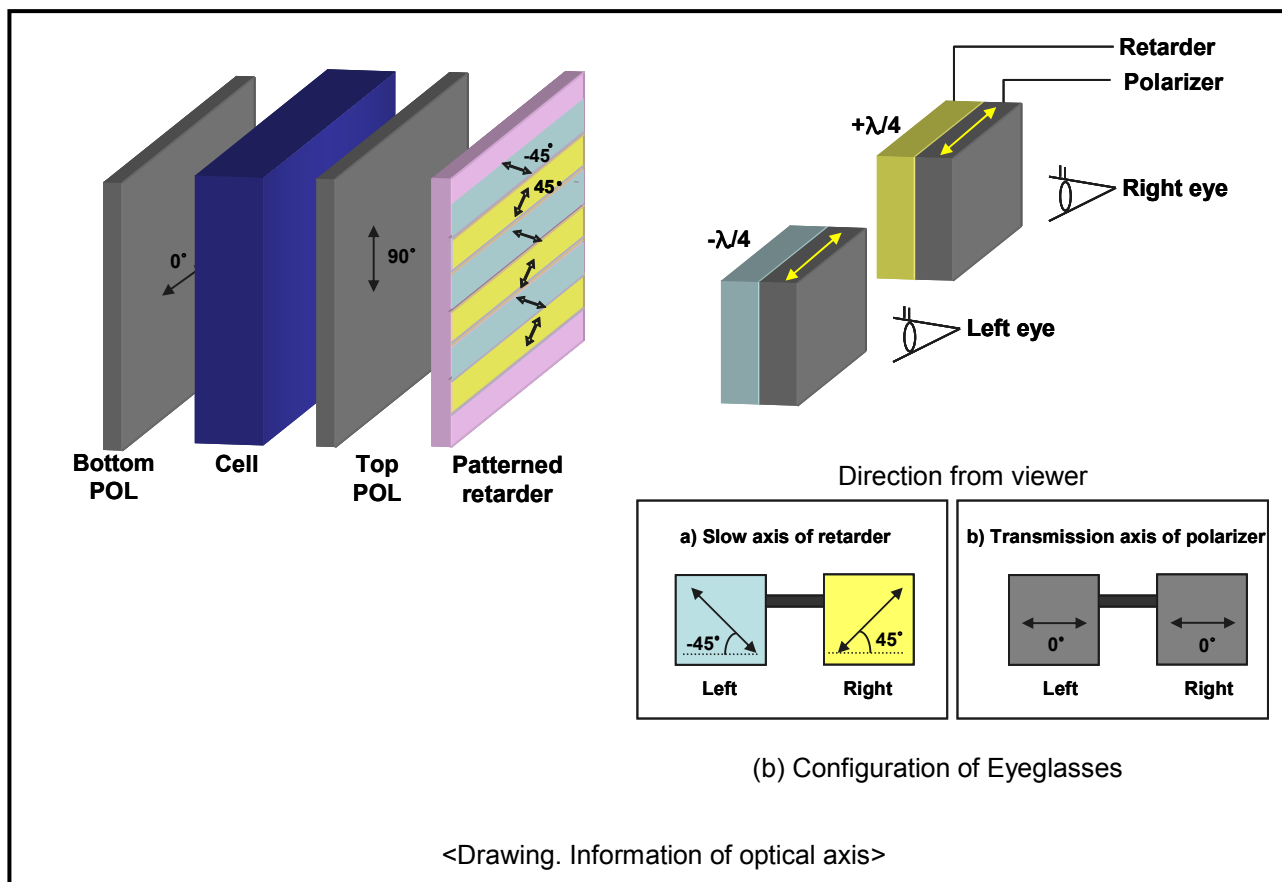 Retarder
Polarizer
+λ/4
Right eye
-λ/4
Left eye
-45°
45°
0°
90°
Bottom
POL
Cell
Top
POL
Patterned
retarder
Direction from viewer
a) Slow axis of retarder
-45°
45°
Left
Right
b) Transmission axis of polarizer
0°
0°
Left
Right
(b) Configuration of Eyeglasses
<Drawing. Information of optical axis>